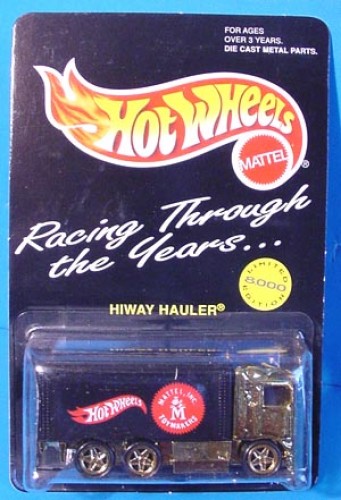 FOR AGES
OVER 3 YEARS.
DIE CAST METAL PARTS.
HOT WHEELS
MATTEL
®
Racing Through
the Years...
LIMITED
8,000
EDITION
HIWAY HAULER®
HOT WHEELS
MATTEL, INC.
M
TOYMAKERS